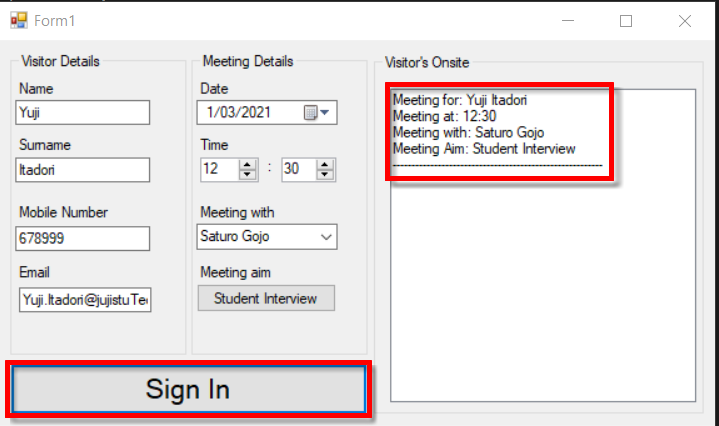 Form1
Visitor Details
Name
Yuji
Surname
Itadori
Mobile Number
678999
Email
Yuji.Itadori@jujistuTe
Meeting Details
Date
1/03/2021
Time
12 : 30
Meeting with
Saturo Gojo
Meeting aim
Student Interview
Sign In
Visitor's Onsite
Meeting for: Yuji Itadori
Meeting at: 12:30
Meeting with: Saturo Gojo
Meeting Aim: Student Interview
------------------------------------------------------------